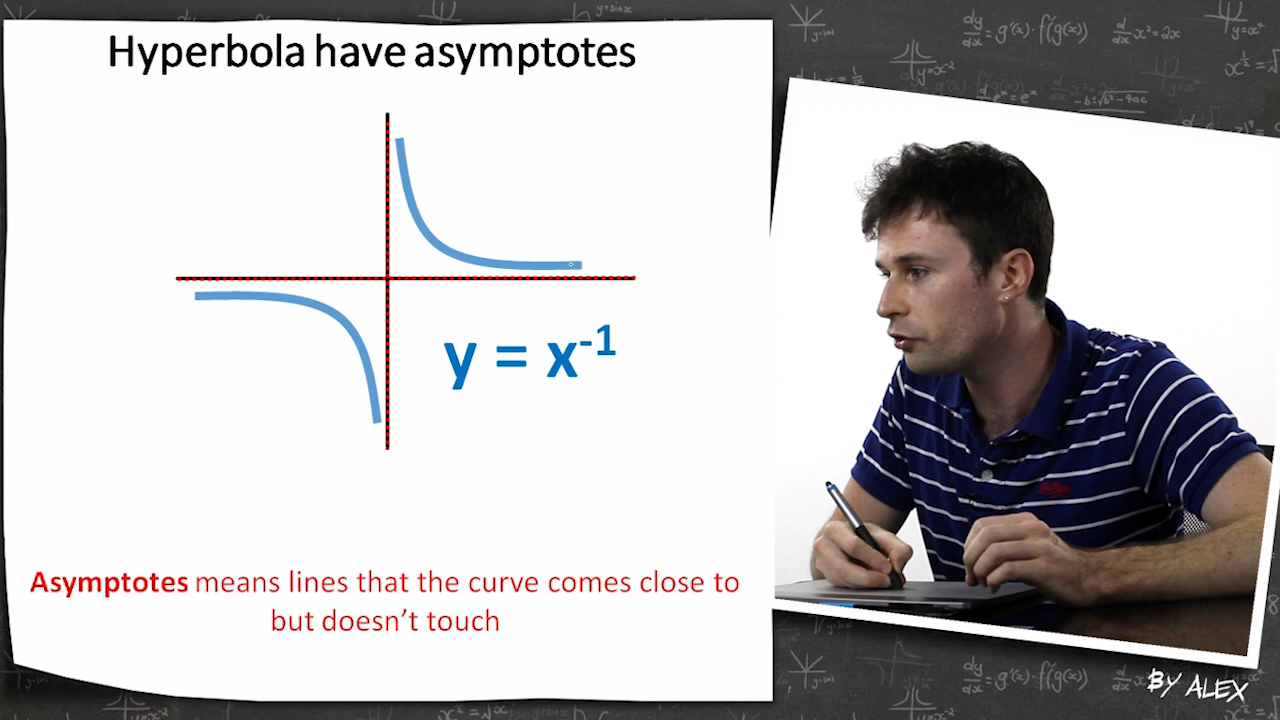 Hyperbola have asymptotes
y = x⁻¹
Asymptotes means lines that the curve comes close to
but doesn't touch
BY ALEX